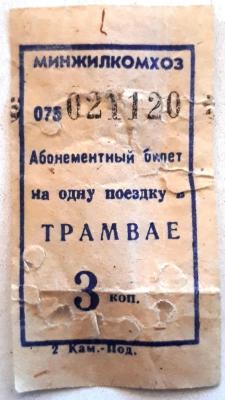 МИНЖИЛКОМХОЗ
075 021120
Абонементный билет
на одну поездку в
ТРАМВАЕ
3 коп.
2 Кам.-Под.